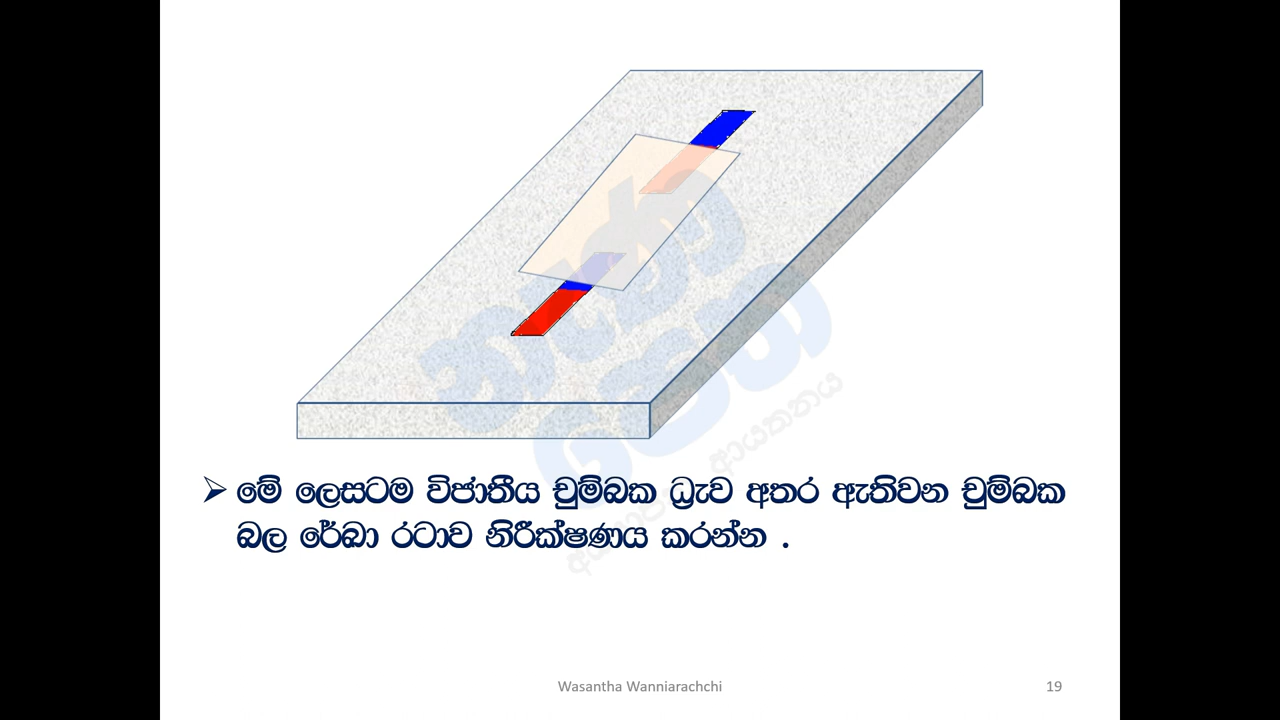 මේ ලෙසටම විජාතීය චුම්බක ධ්‍රැව අතර ඇතිවන චුම්බක
බල රේඛා රටාව නිරීක්ෂණය කරන්න .
Wasantha Wanniarachchi
19